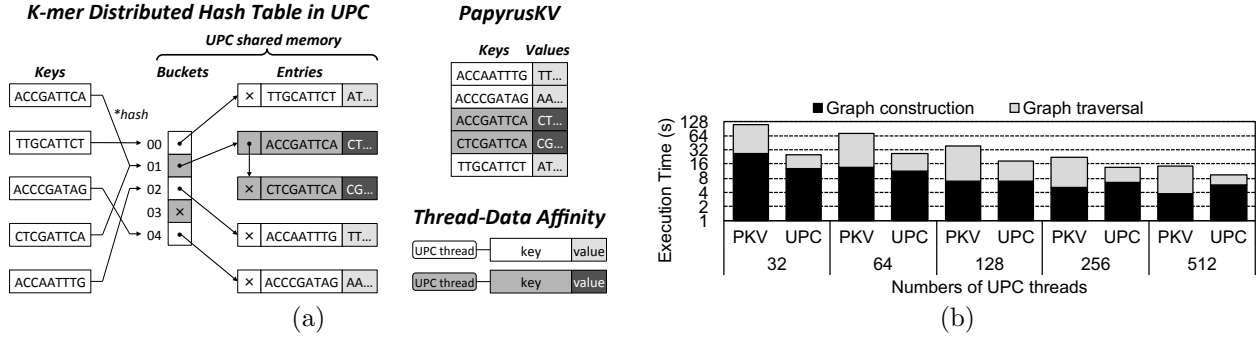 K-mer Distributed Hash Table in UPC
UPC shared memory
Keys
Buckets
Entries
*hash
ACCGATTCA
TTGCATTCT
ACCCGATAG
CTCGATTCA
ACCAATTTG
00
01
02
03
04
×
× TTGCATTCT AT...
ACCGATTCA CT...
× CTCGATTCA CG...
× ACCAATTTG TT...
× ACCCGATAG AA...
PapyrusKV
Keys Values
ACCAATTTG TT...
ACCCGATAG AA...
ACCGATTCA CT...
CTCGATTCA CG...
TTGCATTCT AT...
Thread-Data Affinity
UPC thread key value
UPC thread key value
(a)
Graph construction Graph traversal
Execution Time (s)
128
64
32
16
8
4
2
1
PKV UPC PKV UPC PKV UPC PKV UPC PKV UPC
32 64 128 256 512
Numbers of UPC threads
(b)